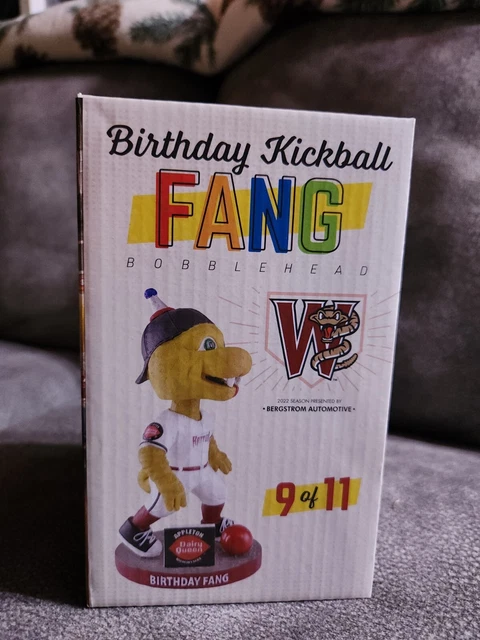 Birthday Kickball
FANG
BOBBLEHEAD
W
2022 SEASON PRESENTED BY
• BERGSTROM AUTOMOTIVE •
9 of 11
APPLETON
Dairy
Queen
BIRTHDAY FANG